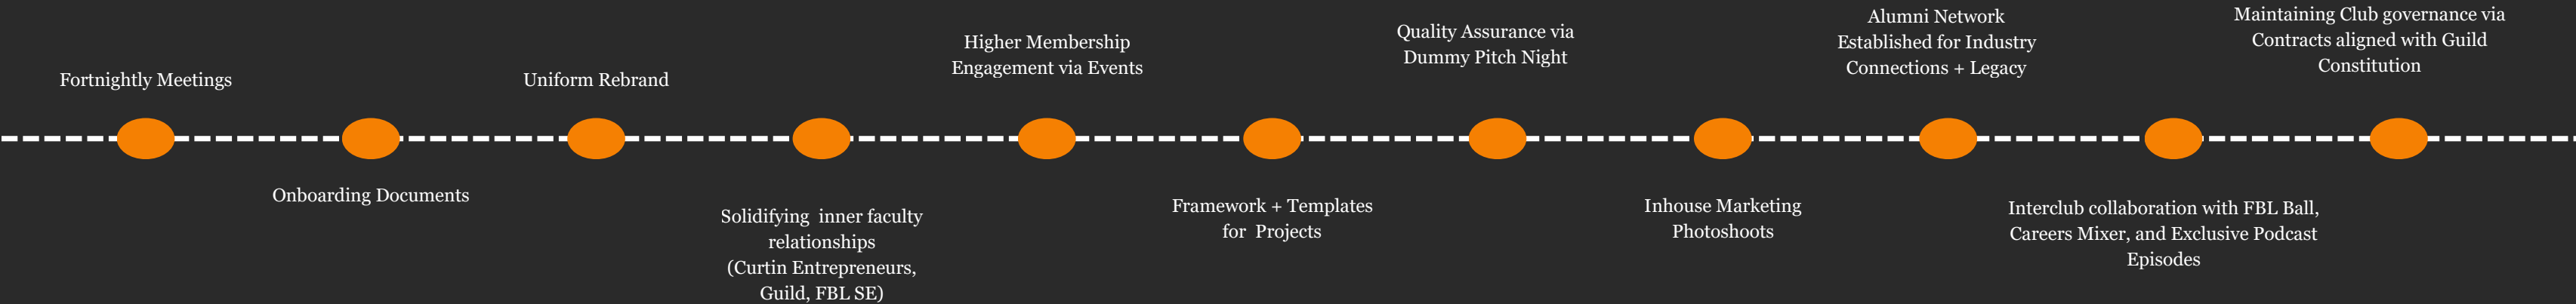 Fortnightly Meetings
Onboarding Documents
Uniform Rebrand
Solidifying  inner faculty
relationships
(Curtin Entrepreneurs,
Guild, FBL SE)
Higher Membership
Engagement via Events
Framework + Templates
for  Projects
Quality Assurance via
Dummy Pitch Night
Inhouse Marketing
Photoshoots
Alumni Network
Established for Industry
Connections + Legacy
Interclub collaboration with FBL Ball,
Careers Mixer, and Exclusive Podcast
Episodes
Maintaining Club governance via
Contracts aligned with Guild
Constitution